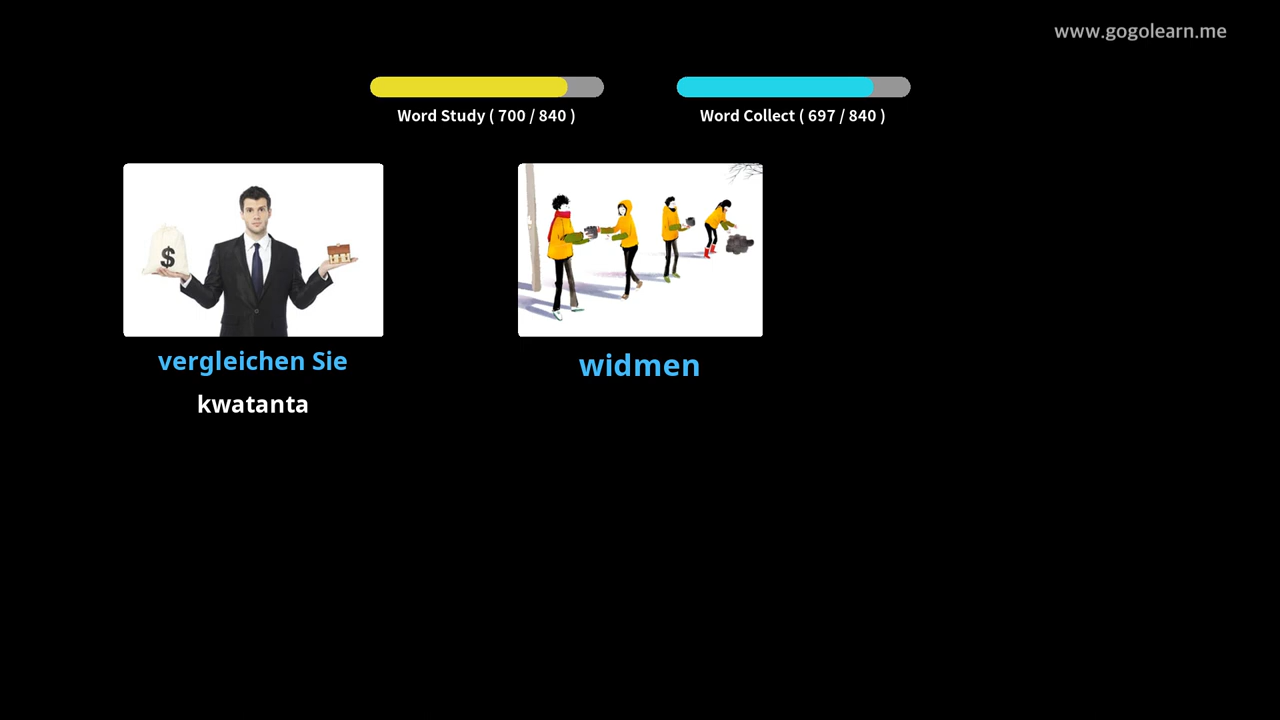 www.gogolearn.me
Word Study ( 700 / 840 )
Word Collect ( 697 / 840 )
$
vergleichen Sie
widmen
kwatanta